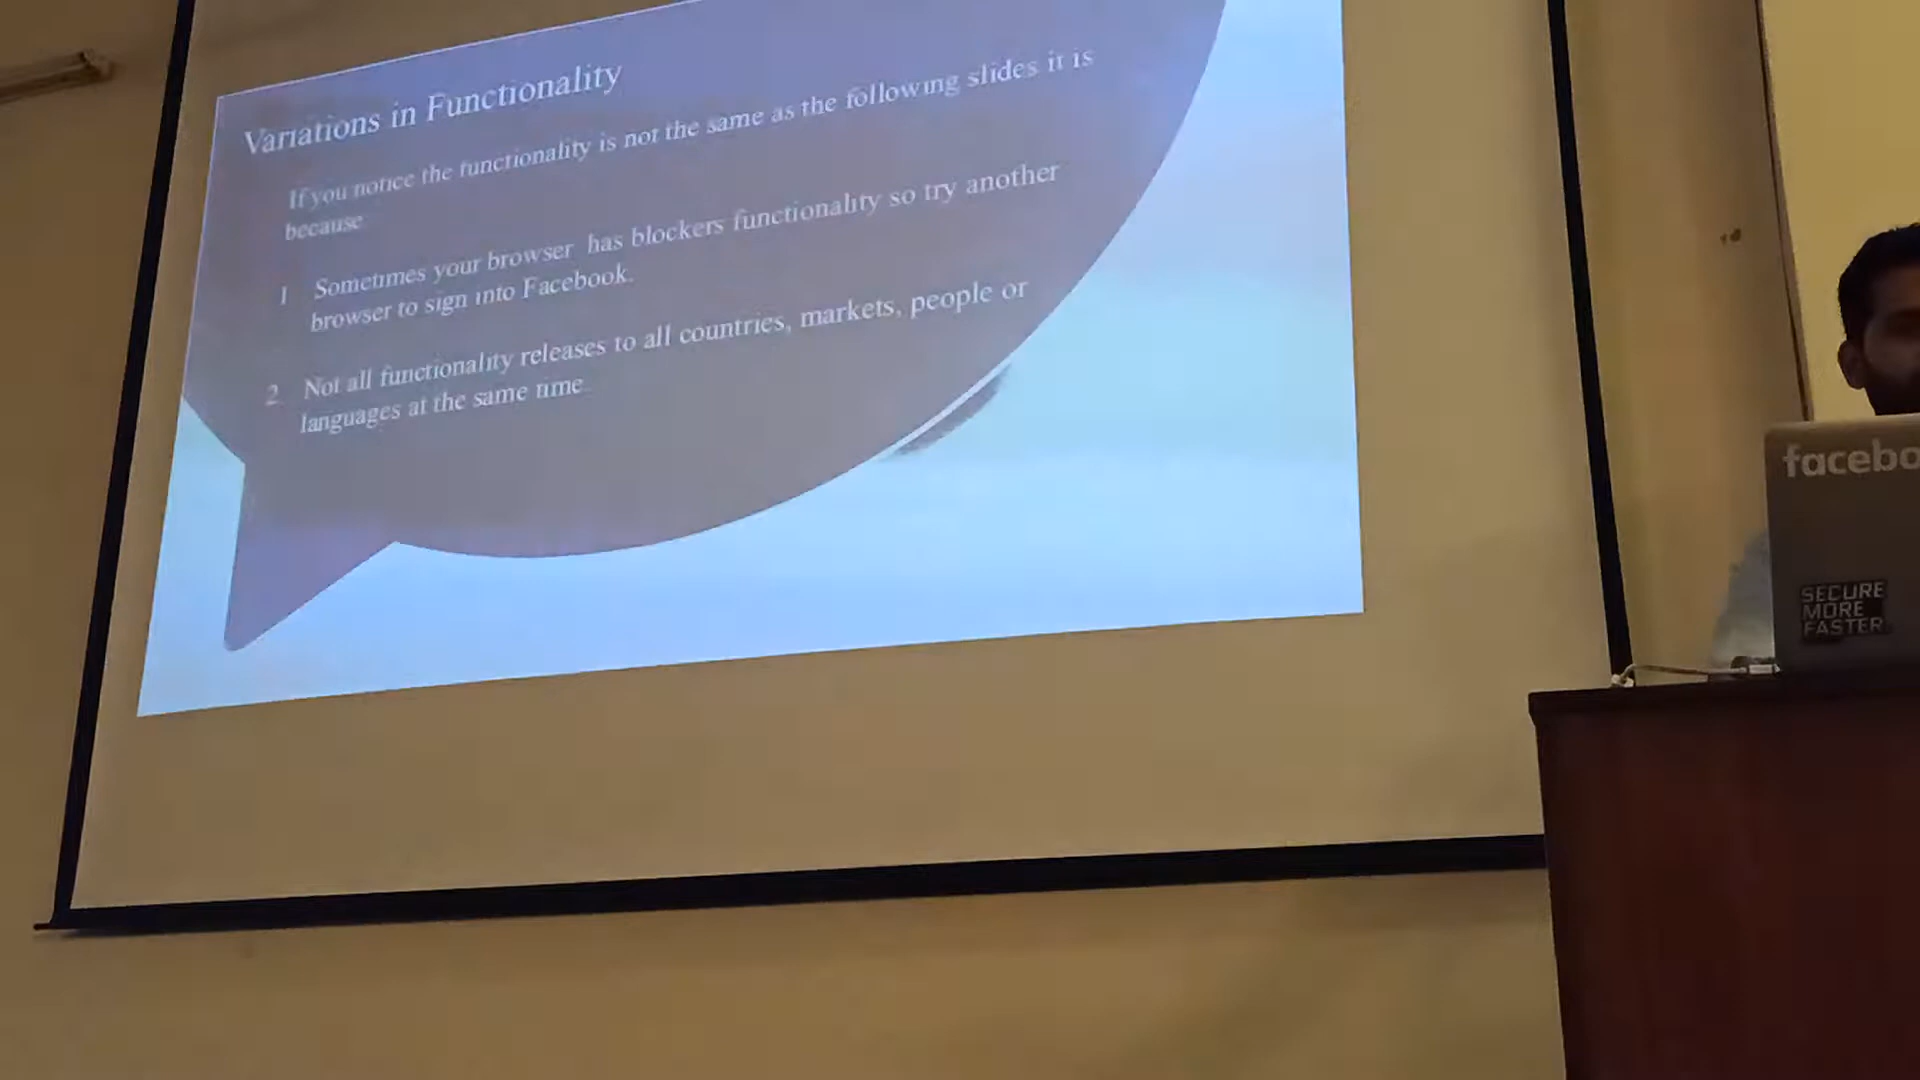 Variations in Functionality
If you notice the functionality is not the same as the following slides it is
because
1 Sometimes your browser has blockers functionality so try another
browser to sign into Facebook.
2. Not all functionality releases to all countries, markets, people or
languages at the same time
facebo
SECURE
MORE
FASTER